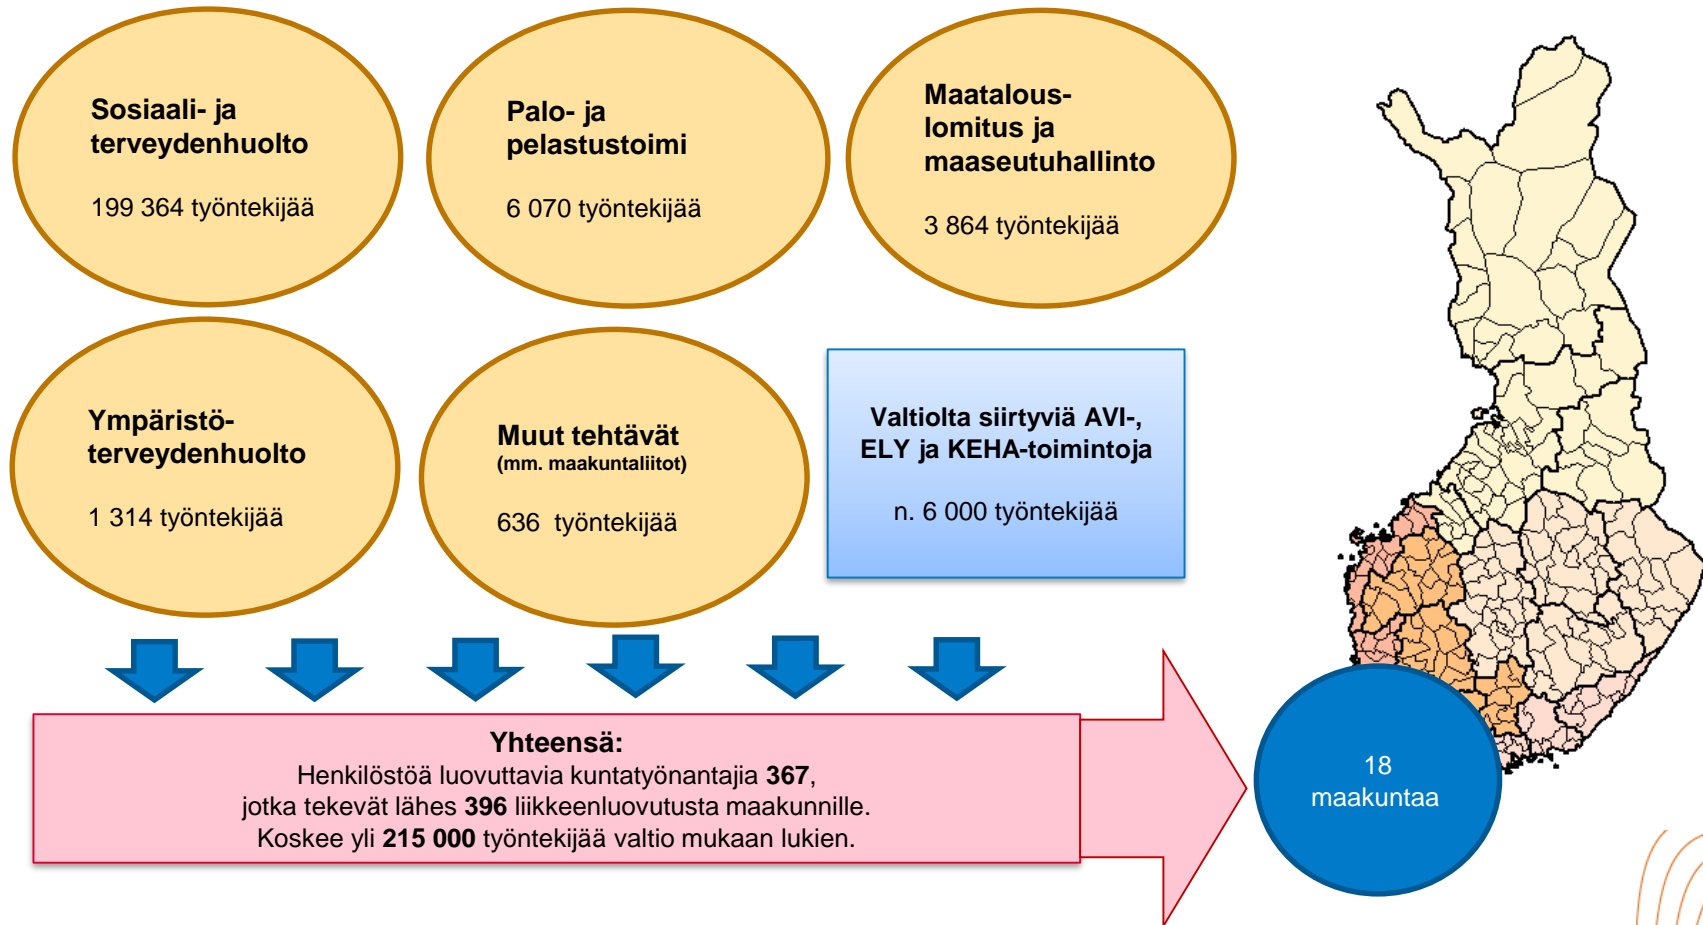 Sosiaali- ja
terveydenhuolto
199 364 työntekijää
Palo- ja
pelastustoimi
6 070 työntekijää
Maatalous-
lomitus ja
maaseutuhallinto
3 864 työntekijää
Ympäristö-
terveydenhuolto
1 314 työntekijää
Muut tehtävät
(mm. maakuntaliitot)
636 työntekijää
Valtiolta siirtyviä AVI-,
ELY ja KEHA-toimintoja
n. 6 000 työntekijää
Yhteensä:
Henkilöstöä luovuttavia kuntatyönantajia 367,
jotka tekevät lähes 396 liikkeenluovutusta maakunnille.
Koskee yli 215 000 työntekijää valtio mukaan lukien.
18
maakuntaa